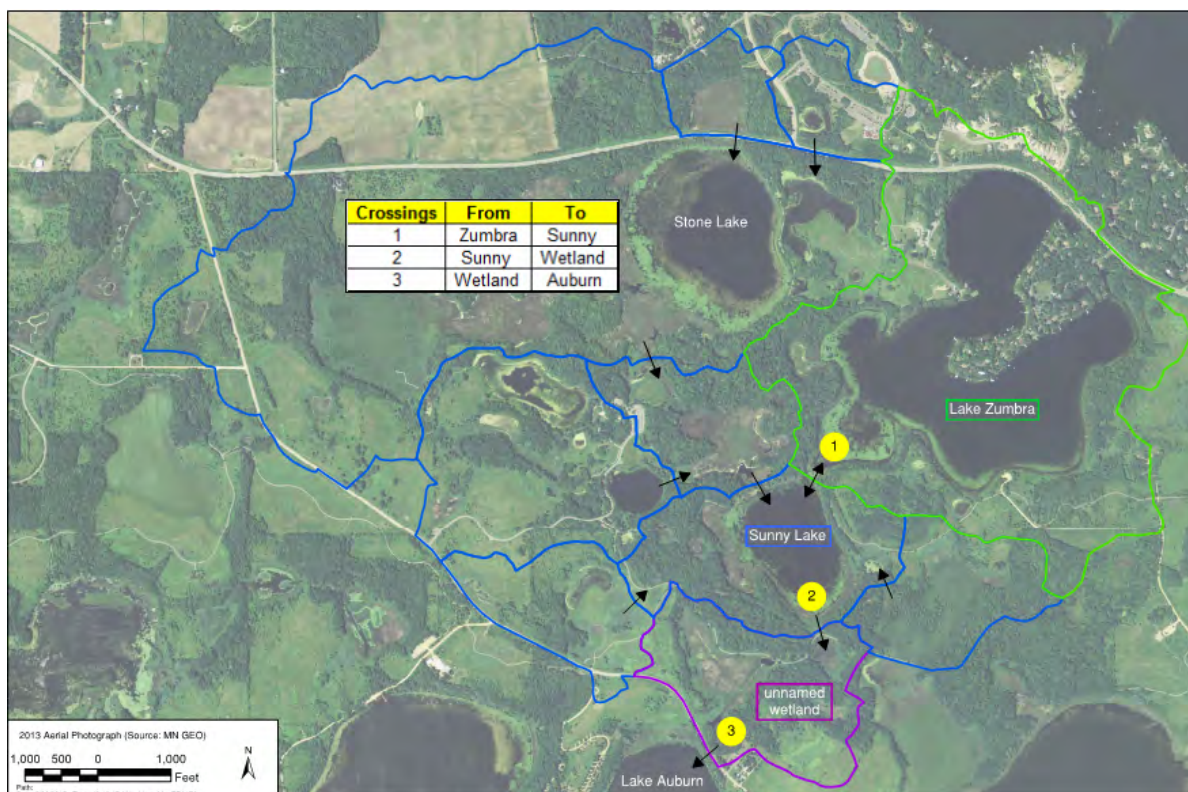 Stone Lake
Crossings From To
1 Zumbra Sunny
2 Sunny Wetland
3 Wetland Auburn
Lake Zumbra
1
Sunny Lake
2
unnamed
wetland
3
Lake Auburn
2013 Aerial Photograph (Source: MN GEO)
N
1,000 500 0 1,000
Feet
Path: